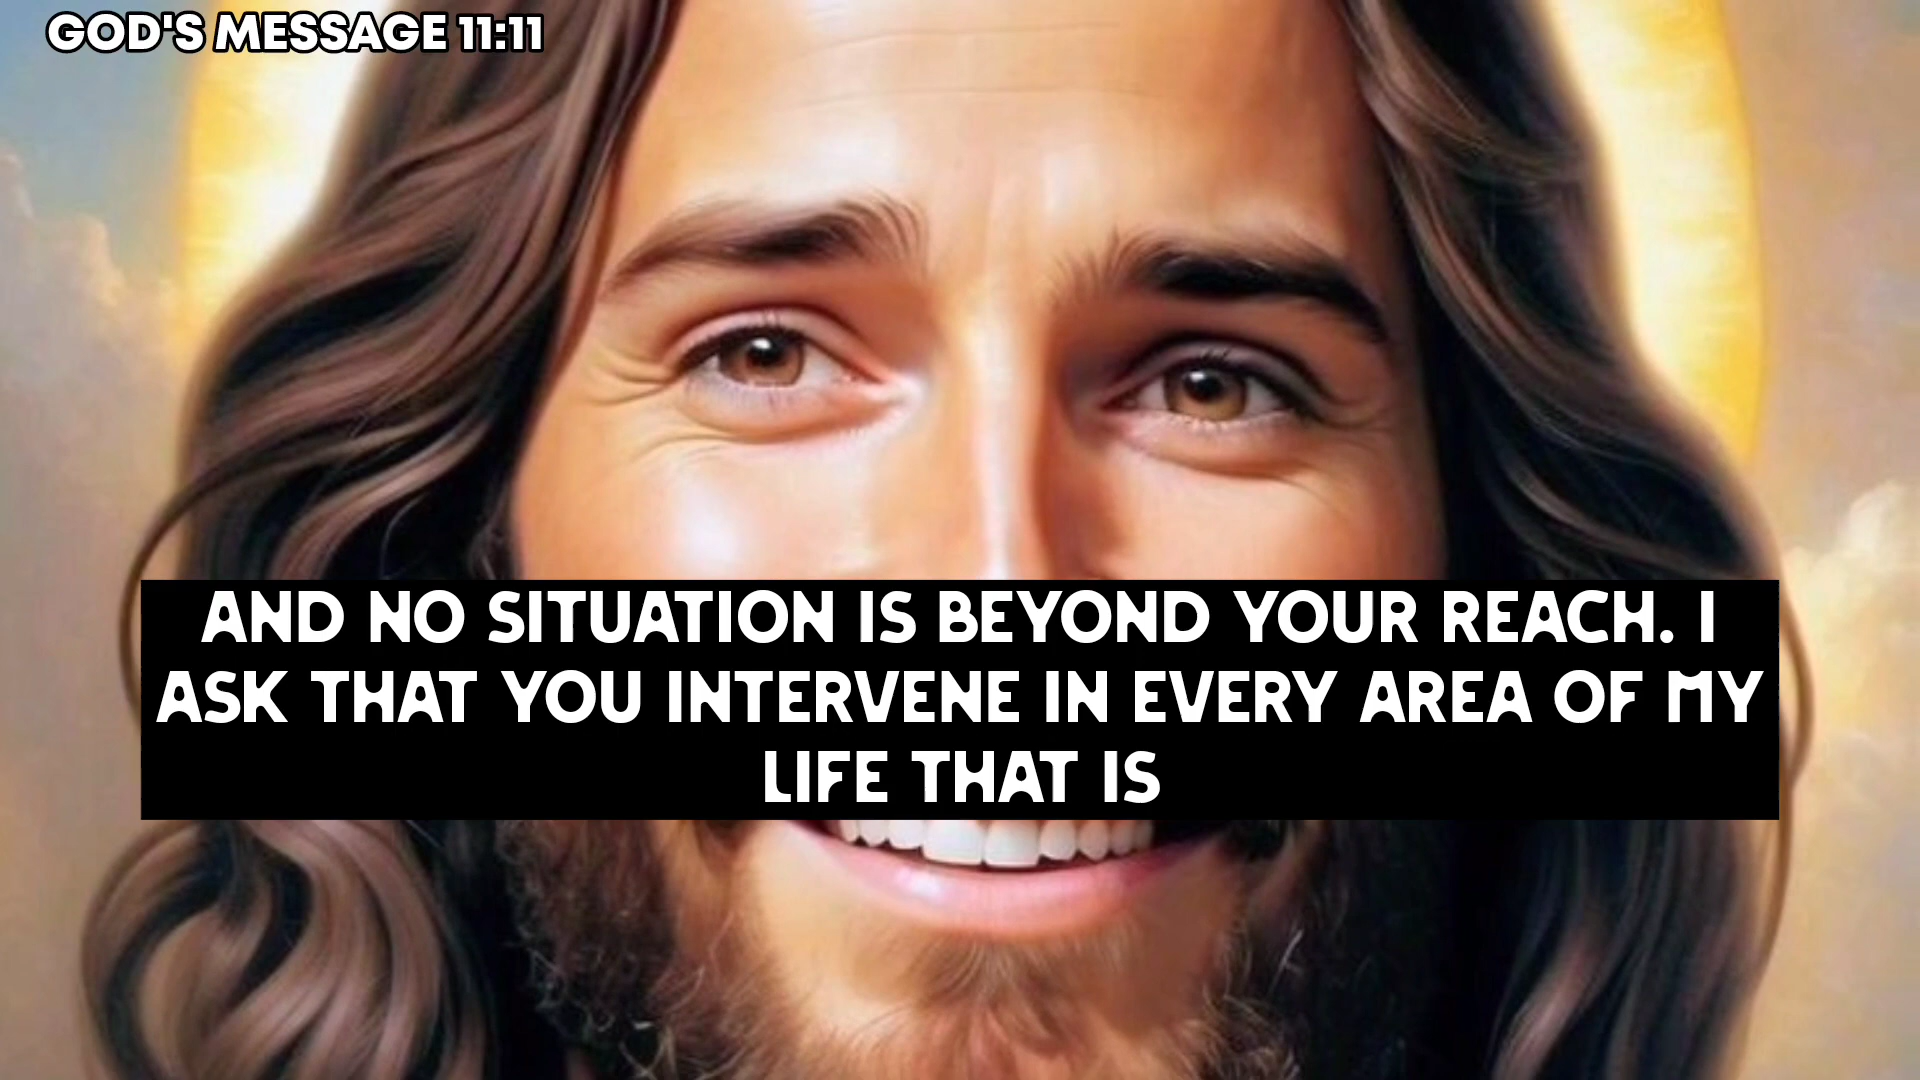 GOD'S MESSAGE 11:11
AND NO SITUATION IS BEYOND YOUR REACH. I
ASK THAT YOU INTERVENE IN EVERY AREA OF MY
LIFE THAT IS